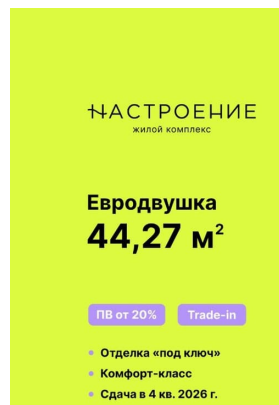 НАСТРОЕНИЕ
жилой комплекс
Евродвушка
44,27 м²
ПВ от 20% Trade-in
• Отделка «под ключ»
• Комфорт-класс
• Сдача в 4 кв. 2026 г.